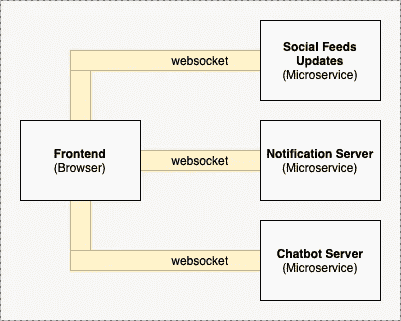 Social Feeds
Updates
(Microservice)
websocket
Frontend
(Browser)
websocket
Notification Server
(Microservice)
Chatbot Server
(Microservice)
websocket